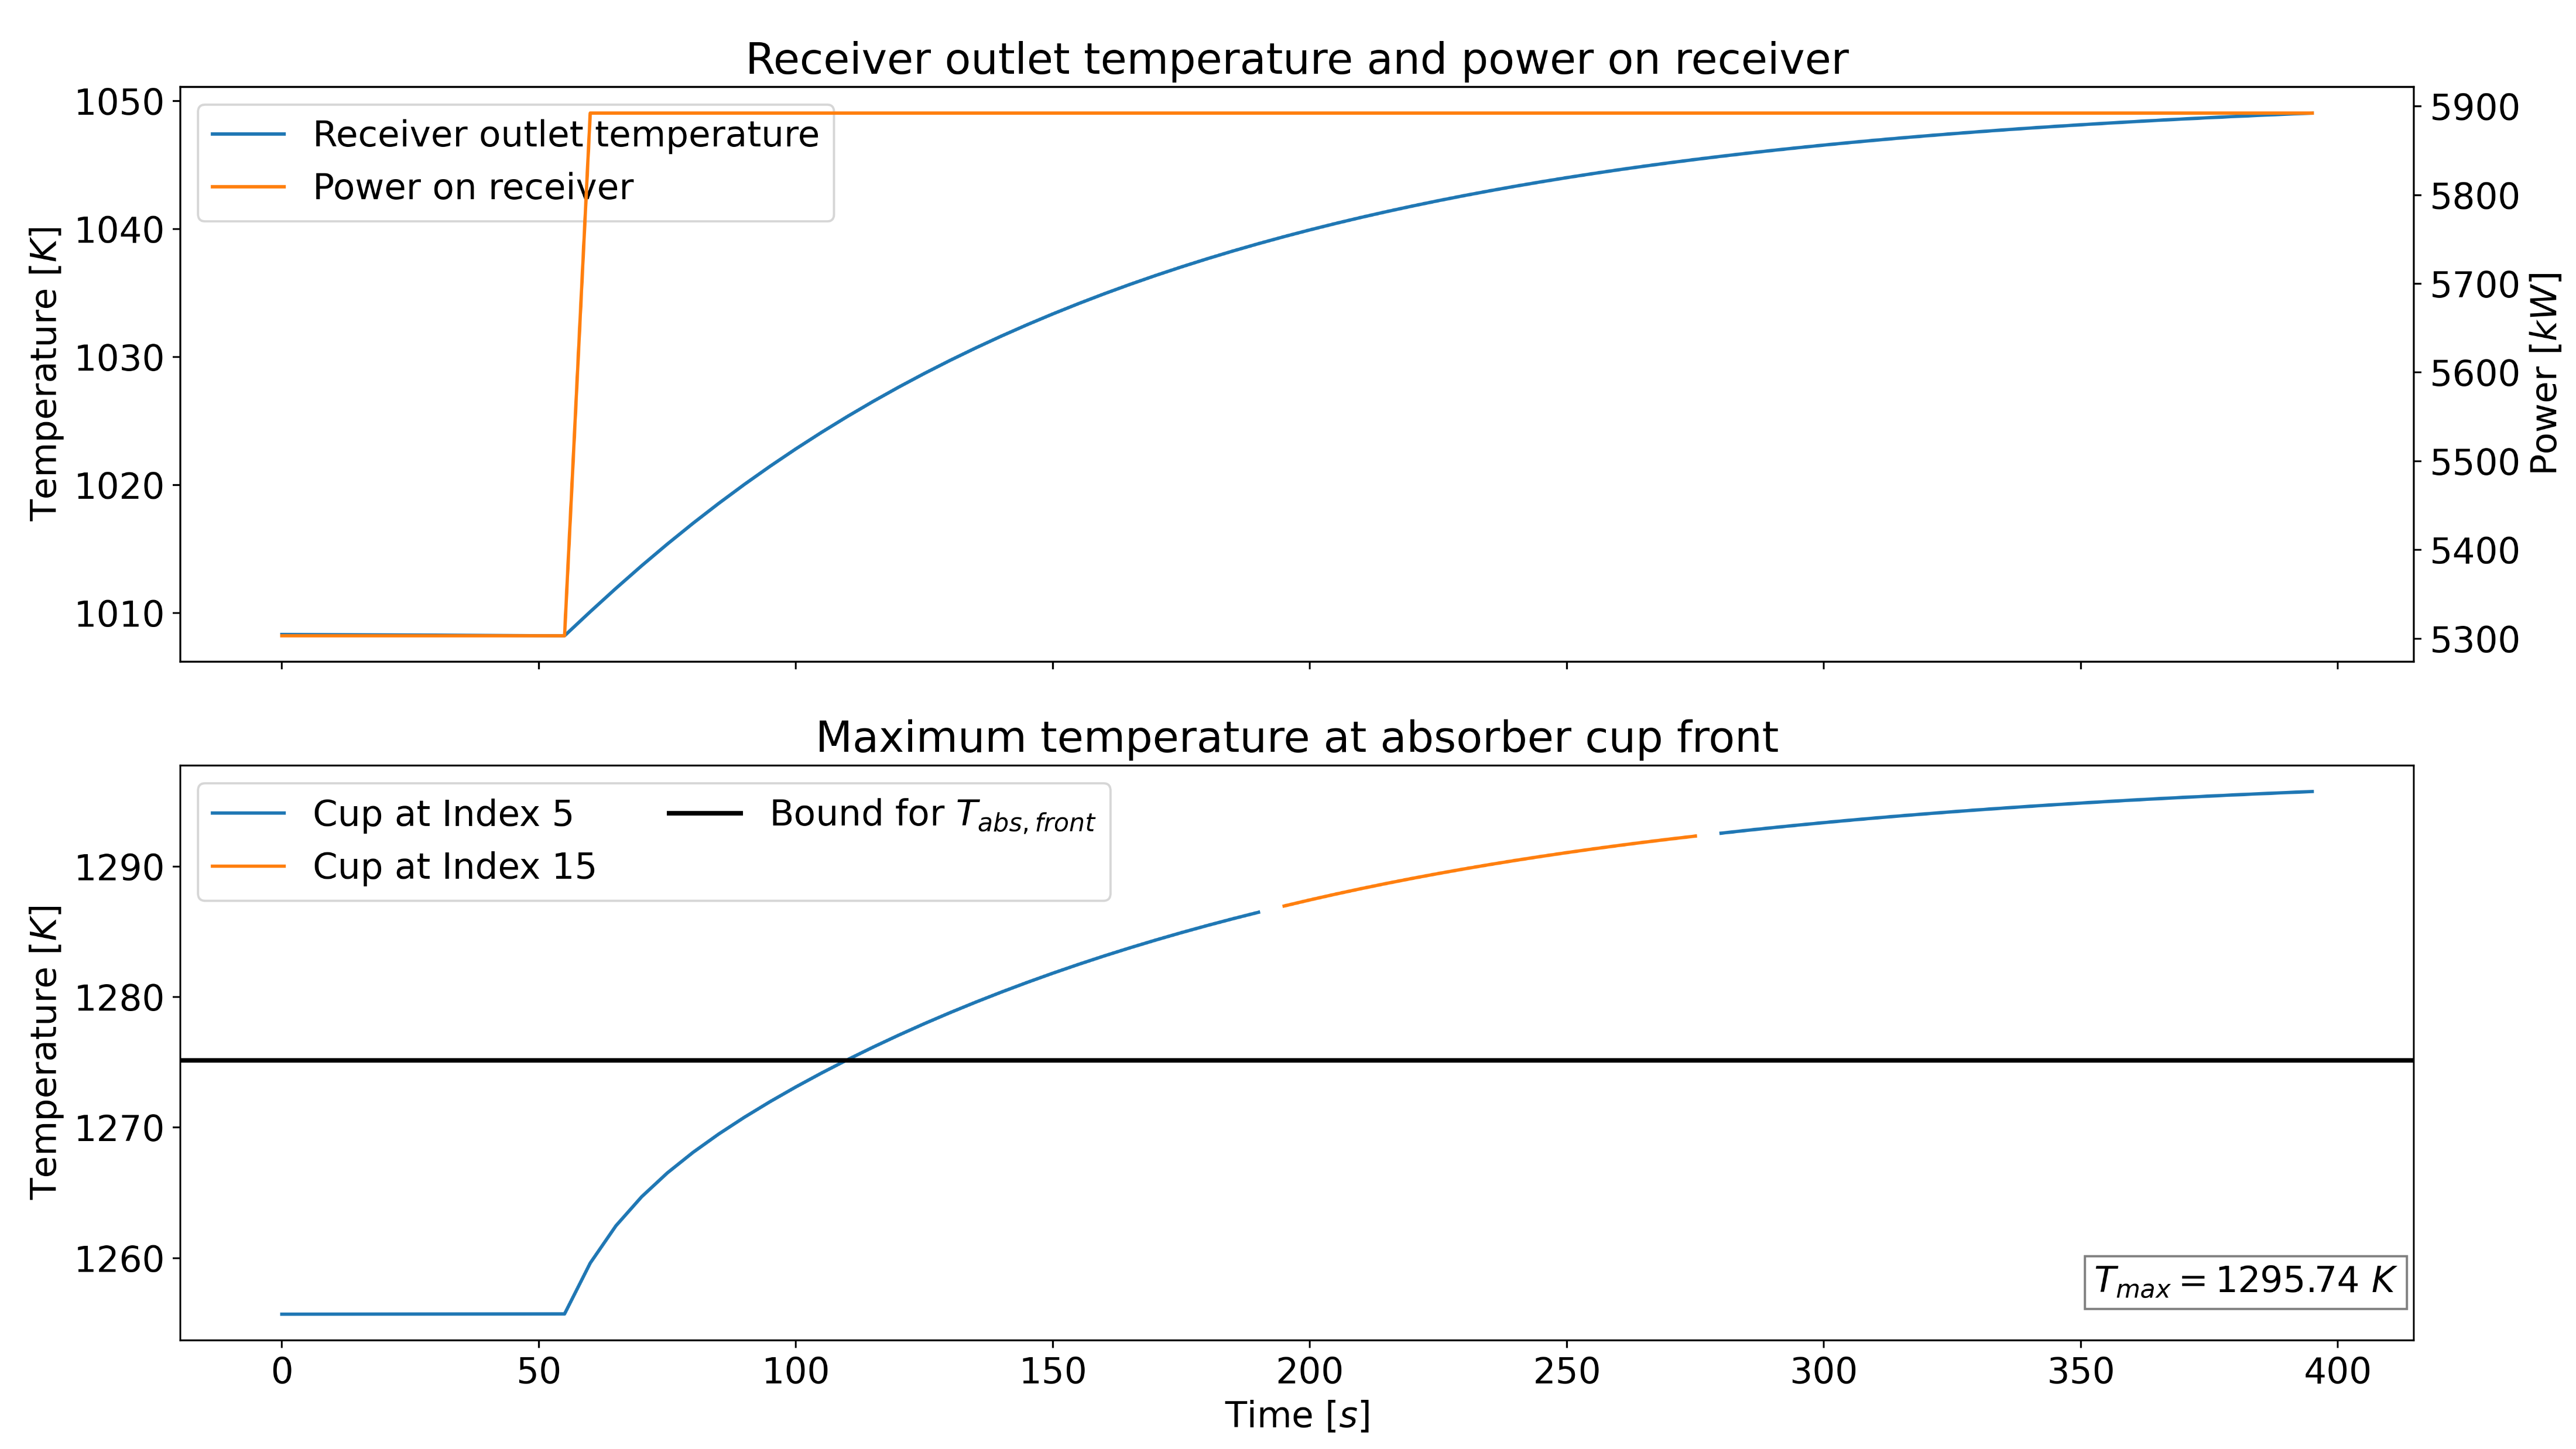 Receiver outlet temperature and power on receiver
1050
1040
1030
1020
1010
Temperature [K]
Receiver outlet temperature
Power on receiver
5900
5800
5700
5600
5500
5400
5300
Power [kW]
Maximum temperature at absorber cup front
1290
1280
1270
1260
Temperature [K]
Cup at Index 5
Cup at Index 15
Bound for T_abs,front
T_max = 1295.74 K
0 50 100 150 200 250 300 350 400
Time [s]